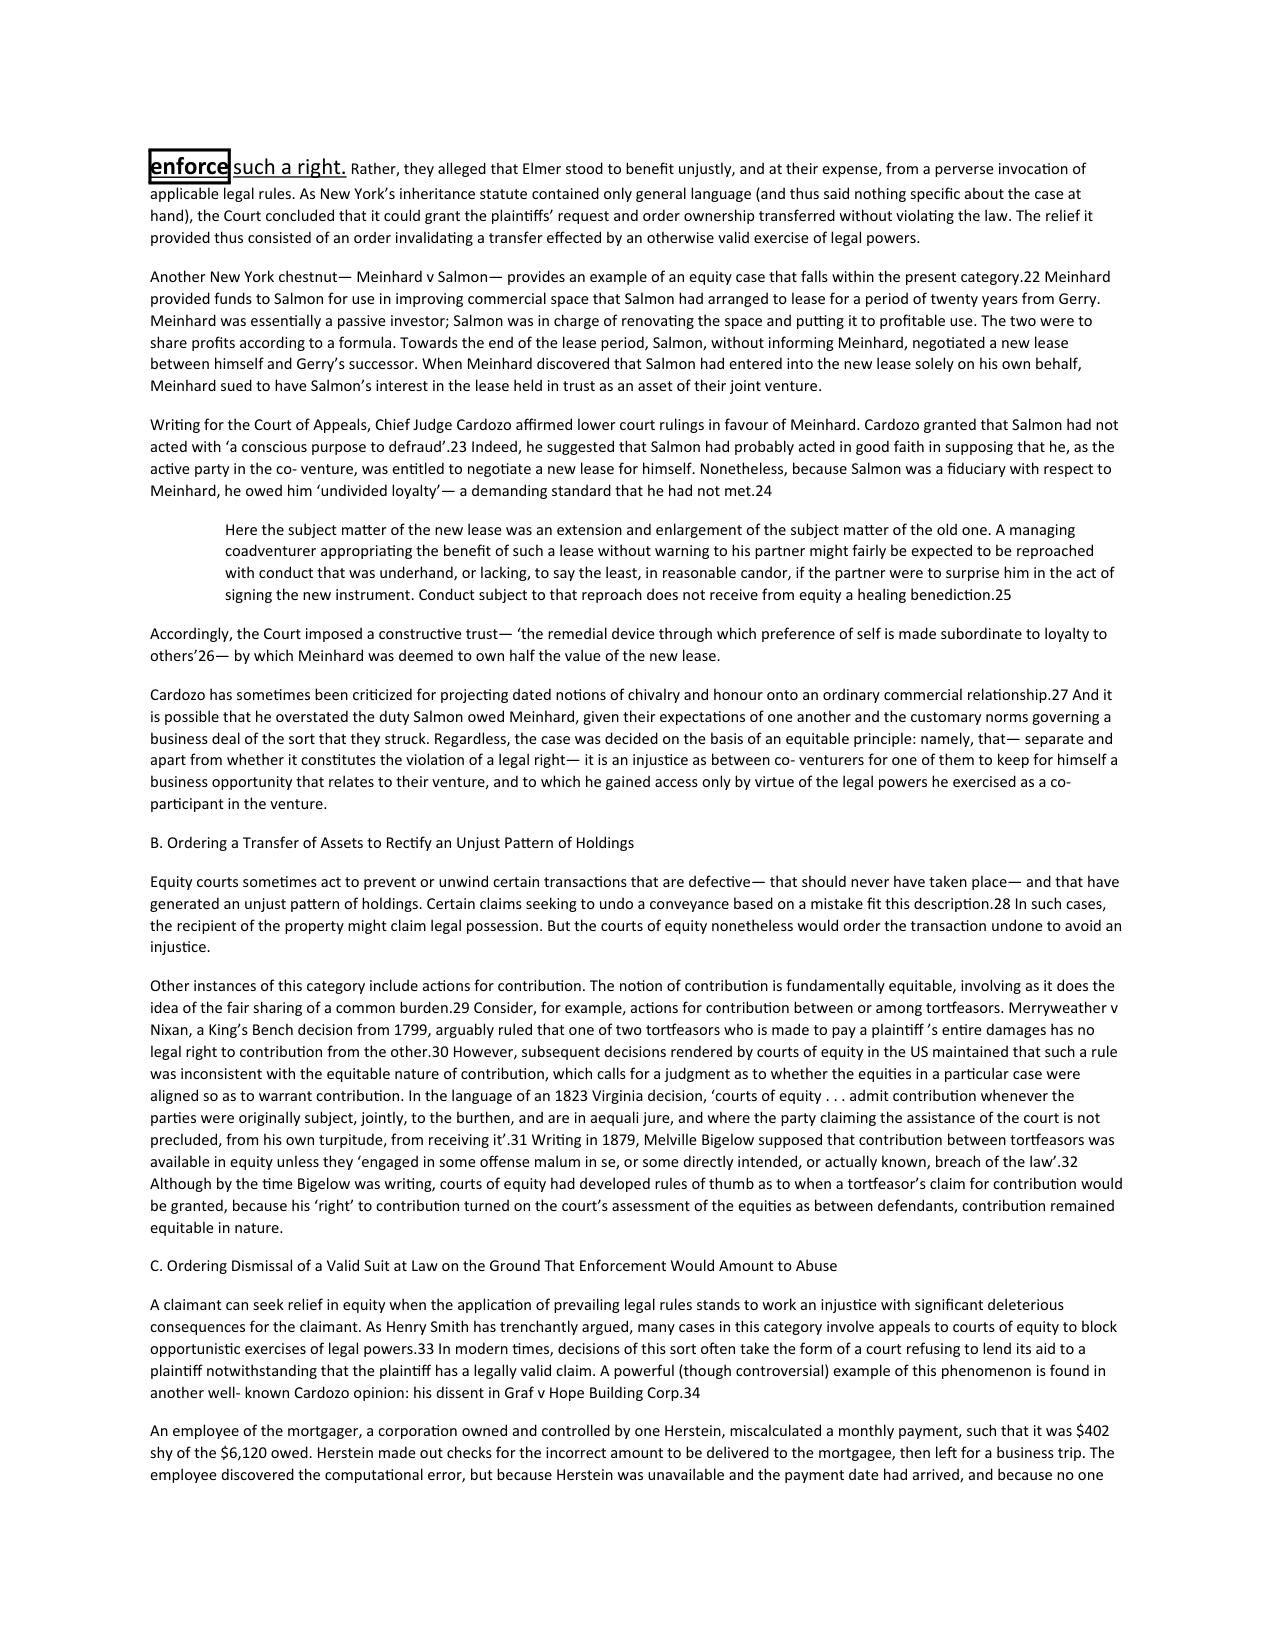 enforce such a right. Rather, they alleged that Elmer stood to benefit unjustly, and at their expense, from a perverse invocation of
applicable legal rules. As New York’s inheritance statute contained only general language (and thus said nothing specific about the case at
hand), the Court concluded that it could grant the plaintiffs’ request and order ownership transferred without violating the law. The relief it
provided thus consisted of an order invalidating a transfer effected by an otherwise valid exercise of legal powers.
Another New York chestnut— Meinhard v Salmon— provides an example of an equity case that falls within the present category.22 Meinhard
provided funds to Salmon for use in improving commercial space that Salmon had arranged to lease for a period of twenty years from Gerry.
Meinhard was essentially a passive investor; Salmon was in charge of renovating the space and putting it to profitable use. The two were to
share profits according to a formula. Towards the end of the lease period, Salmon, without informing Meinhard, negotiated a new lease
between himself and Gerry’s successor. When Meinhard discovered that Salmon had entered into the new lease solely on his own behalf,
Meinhard sued to have Salmon’s interest in the lease held in trust as an asset of their joint venture.
Writing for the Court of Appeals, Chief Judge Cardozo affirmed lower court rulings in favour of Meinhard. Cardozo granted that Salmon had not
acted with ‘a conscious purpose to defraud’.23 Indeed, he suggested that Salmon had probably acted in good faith in supposing that he, as the
active party in the co- venture, was entitled to negotiate a new lease for himself. Nonetheless, because Salmon was a fiduciary with respect to
Meinhard, he owed him ‘undivided loyalty’— a demanding standard that he had not met.24
Here the subject matter of the new lease was an extension and enlargement of the subject matter of the old one. A managing
coadventurer appropriating the benefit of such a lease without warning to his partner might fairly be expected to be reproached
with conduct that was underhand, or lacking, to say the least, in reasonable candor, if the partner were to surprise him in the act of
signing the new instrument. Conduct subject to that reproach does not receive from equity a healing benediction.25
Accordingly, the Court imposed a constructive trust— ‘the remedial device through which preference of self is made subordinate to loyalty to
others’26— by which Meinhard was deemed to own half the value of the new lease.
Cardozo has sometimes been criticized for projecting dated notions of chivalry and honour onto an ordinary commercial relationship.27 And it
is possible that he overstated the duty Salmon owed Meinhard, given their expectations of one another and the customary norms governing a
business deal of the sort that they struck. Regardless, the case was decided on the basis of an equitable principle: namely, that— separate and
apart from whether it constitutes the violation of a legal right— it is an injustice as between co- venturers for one of them to keep for himself a
business opportunity that relates to their venture, and to which he gained access only by virtue of the legal powers he exercised as a co-
participant in the venture.
B. Ordering a Transfer of Assets to Rectify an Unjust Pattern of Holdings
Equity courts sometimes act to prevent or unwind certain transactions that are defective— that should never have taken place— and that have
generated an unjust pattern of holdings. Certain claims seeking to undo a conveyance based on a mistake fit this description.28 In such cases,
the recipient of the property might claim legal possession. But the courts of equity nonetheless would order the transaction undone to avoid an
injustice.
Other instances of this category include actions for contribution. The notion of contribution is fundamentally equitable, involving as it does the
idea of the fair sharing of a common burden.29 Consider, for example, actions for contribution between or among tortfeasors. Merryweather v
Nixan, a King’s Bench decision from 1799, arguably ruled that one of two tortfeasors who is made to pay a plaintiff ’s entire damages has no
legal right to contribution from the other.30 However, subsequent decisions rendered by courts of equity in the US maintained that such a rule
was inconsistent with the equitable nature of contribution, which calls for a judgment as to whether the equities in a particular case were
aligned so as to warrant contribution. In the language of an 1823 Virginia decision, ‘courts of equity . . . admit contribution whenever the
parties were originally subject, jointly, to the burthen, and are in aequali jure, and where the party claiming the assistance of the court is not
precluded, from his own turpitude, from receiving it’.31 Writing in 1879, Melville Bigelow supposed that contribution between tortfeasors was
available in equity unless they ‘engaged in some offense malum in se, or some directly intended, or actually known, breach of the law’.32
Although by the time Bigelow was writing, courts of equity had developed rules of thumb as to when a tortfeasor’s claim for contribution would
be granted, because his ‘right’ to contribution turned on the court’s assessment of the equities as between defendants, contribution remained
equitable in nature.
C. Ordering Dismissal of a Valid Suit at Law on the Ground That Enforcement Would Amount to Abuse
A claimant can seek relief in equity when the application of prevailing legal rules stands to work an injustice with significant deleterious
consequences for the claimant. As Henry Smith has trenchantly argued, many cases in this category involve appeals to courts of equity to block
opportunistic exercises of legal powers.33 In modern times, decisions of this sort often take the form of a court refusing to lend its aid to a
plaintiff notwithstanding that the plaintiff has a legally valid claim. A powerful (though controversial) example of this phenomenon is found in
another well- known Cardozo opinion: his dissent in Graf v Hope Building Corp.34
An employee of the mortgager, a corporation owned and controlled by one Herstein, miscalculated a monthly payment, such that it was $402
shy of the $6,120 owed. Herstein made out checks for the incorrect amount to be delivered to the mortgagee, then left for a business trip. The
employee discovered the computational error, but because Herstein was unavailable and the payment date had arrived, and because no one